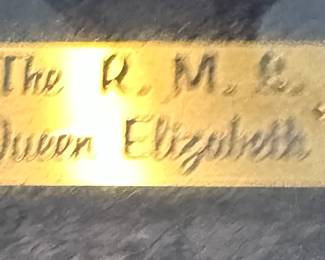 The R. M. S.
Queen Elizabeth"